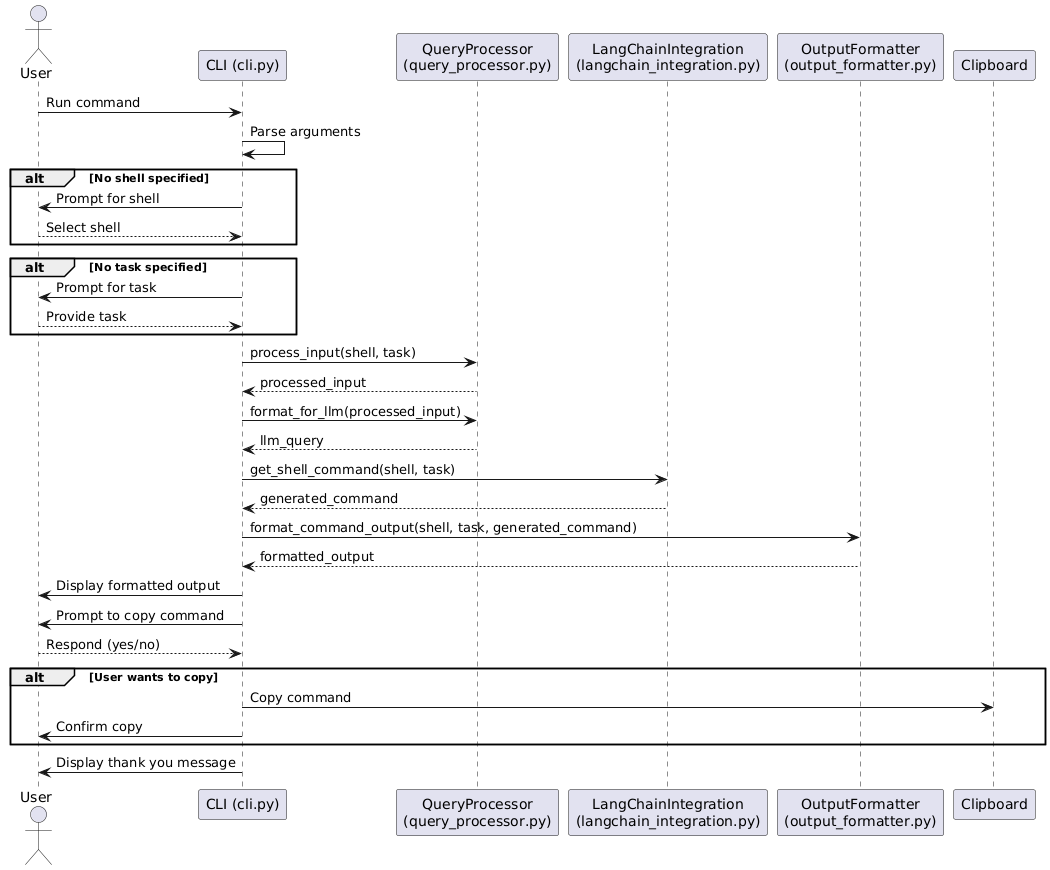 User
CLI (cli.py)
QueryProcessor
(query_processor.py)
LangChainIntegration
(langchain_integration.py)
OutputFormatter
(output_formatter.py)
Clipboard
Run command
Parse arguments
alt [No shell specified]
Prompt for shell
Select shell
alt [No task specified]
Prompt for task
Provide task
process_input(shell, task)
processed_input
format_for_llm(processed_input)
llm_query
get_shell_command(shell, task)
generated_command
format_command_output(shell, task, generated_command)
formatted_output
Display formatted output
Prompt to copy command
Respond (yes/no)
alt [User wants to copy]
Copy command
Confirm copy
Display thank you message
User
CLI (cli.py)
QueryProcessor
(query_processor.py)
LangChainIntegration
(langchain_integration.py)
OutputFormatter
(output_formatter.py)
Clipboard